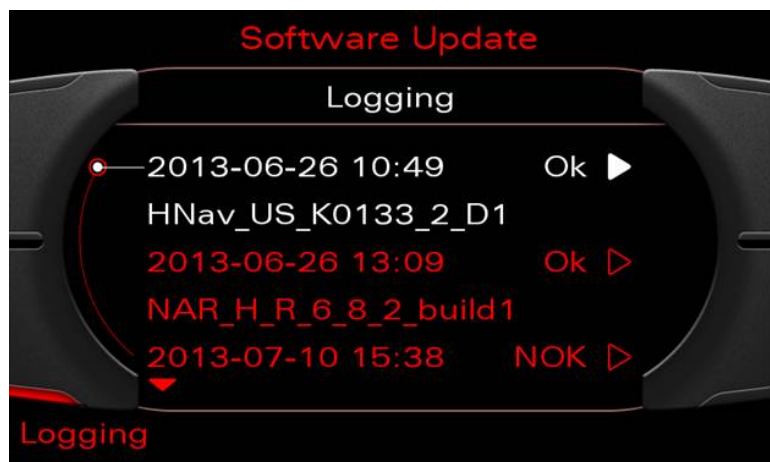 Software Update
Logging
2013-06-26 10:49 Ok
HNav_US_K0133_2_D1
2013-06-26 13:09 Ok
NAR_H_R_6_8_2_build1
2013-07-10 15:38 NOK
Logging